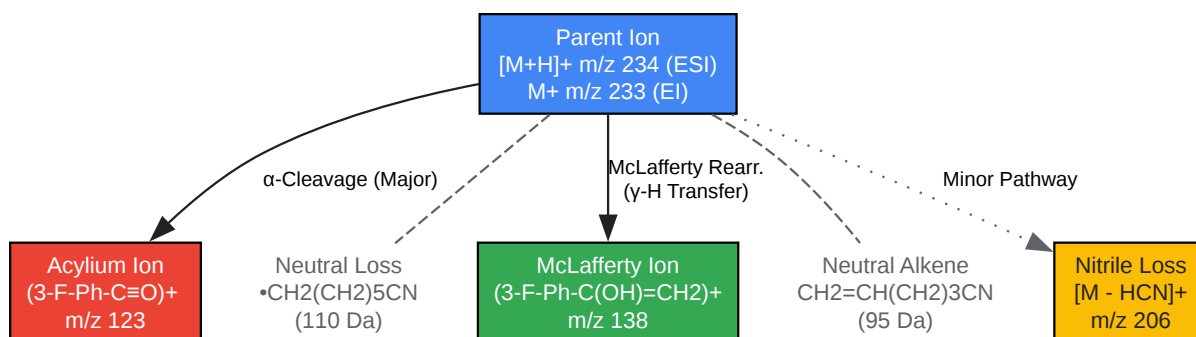 Parent Ion
[M+H]+ m/z 234 (ESI)
M+ m/z 233 (EI)
α-Cleavage (Major)
McLafferty Rearr.
(γ-H Transfer)
Minor Pathway
Acylium Ion
(3-F-Ph-C≡O)+
m/z 123
Neutral Loss
•CH2(CH2)5CN
(110 Da)
McLafferty Ion
(3-F-Ph-C(OH)=CH2)+
m/z 138
Neutral Alkene
CH2=CH(CH2)3CN
(95 Da)
Nitrile Loss
[M - HCN]+
m/z 206